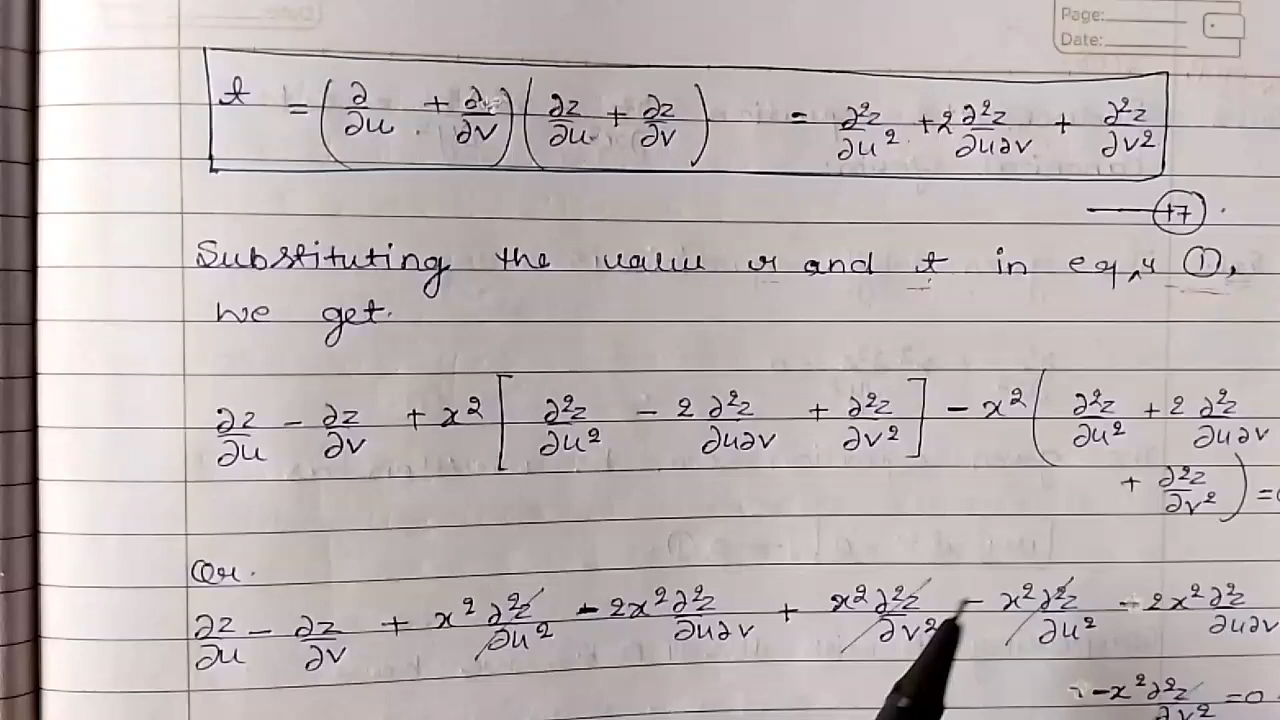 Page:
Date:
t = (∂/∂u + ∂/∂v)(∂z/∂u + ∂z/∂v) = ∂²z/∂u² + 2 ∂²z/∂u∂v + ∂²z/∂v²
7
Substituting the value r and t in eq,n ①,
we get.
∂z/∂u - ∂z/∂v + x² [∂²z/∂u² - 2 ∂²z/∂u∂v + ∂²z/∂v²] - x² (∂²z/∂u² + 2 ∂²z/∂u∂v
+ ∂²z/∂v²) = 0
Or.
∂z/∂u - ∂z/∂v + x² ∂²z/∂u² - 2x² ∂²z/∂u∂v + x² ∂²z/∂v² - x² ∂²z/∂u² - 2x² ∂²z/∂u∂v
- x² ∂²z/∂v² = 0